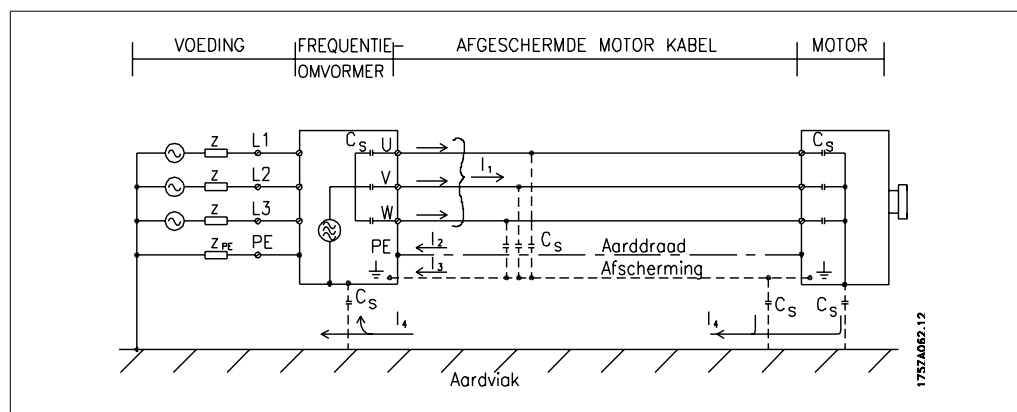 VOEDING
FREQUENTIE-
OMVORMER
AFGESCHERMDE MOTOR KABEL
MOTOR
Z L1
Z L2
Z L3
Z PE PE
CS U
V
W
PE
I1
I2
I3
CS
Aarddraad
Afscherming
CS
CS
I4
CS
I4
CS
CS
Aardvlak
175ZA062.12